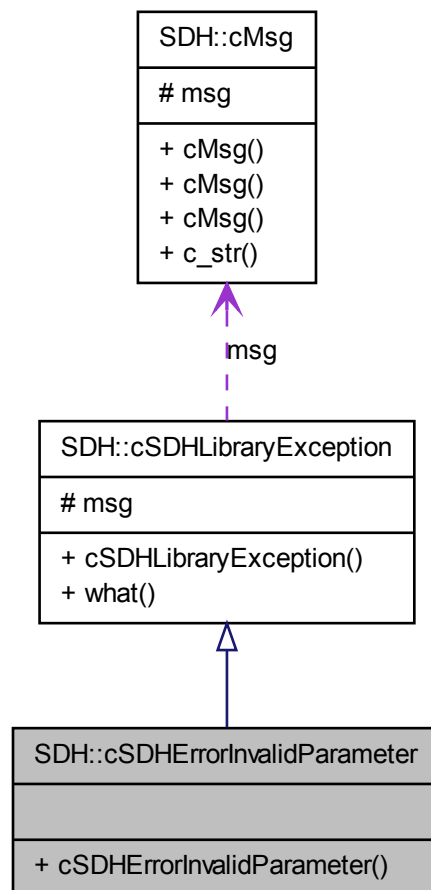 SDH::cMsg
# msg
+ cMsg()
+ cMsg()
+ cMsg()
+ c_str()
msg
SDH::cSDHLibraryException
# msg
+ cSDHLibraryException()
+ what()
SDH::cSDHErrorInvalidParameter
+ cSDHErrorInvalidParameter()